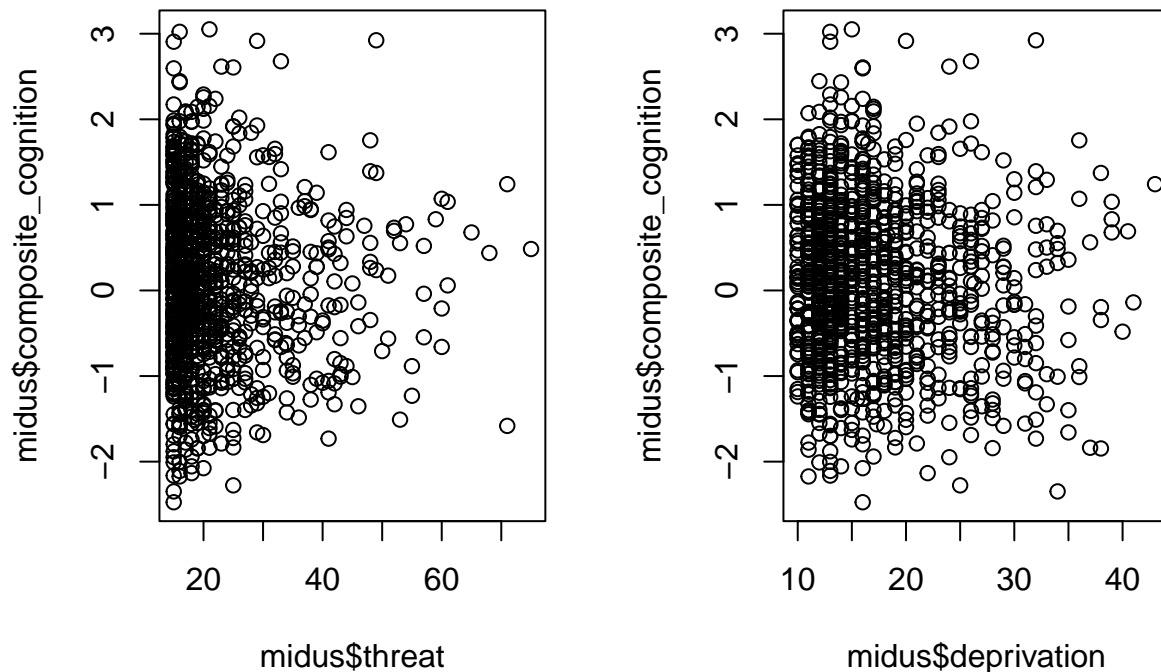 midus$composite_cognition
3
2
1
0
−1
−2
20 40 60
midus$threat
midus$composite_cognition
3
2
1
0
−1
−2
10 20 30 40
midus$deprivation